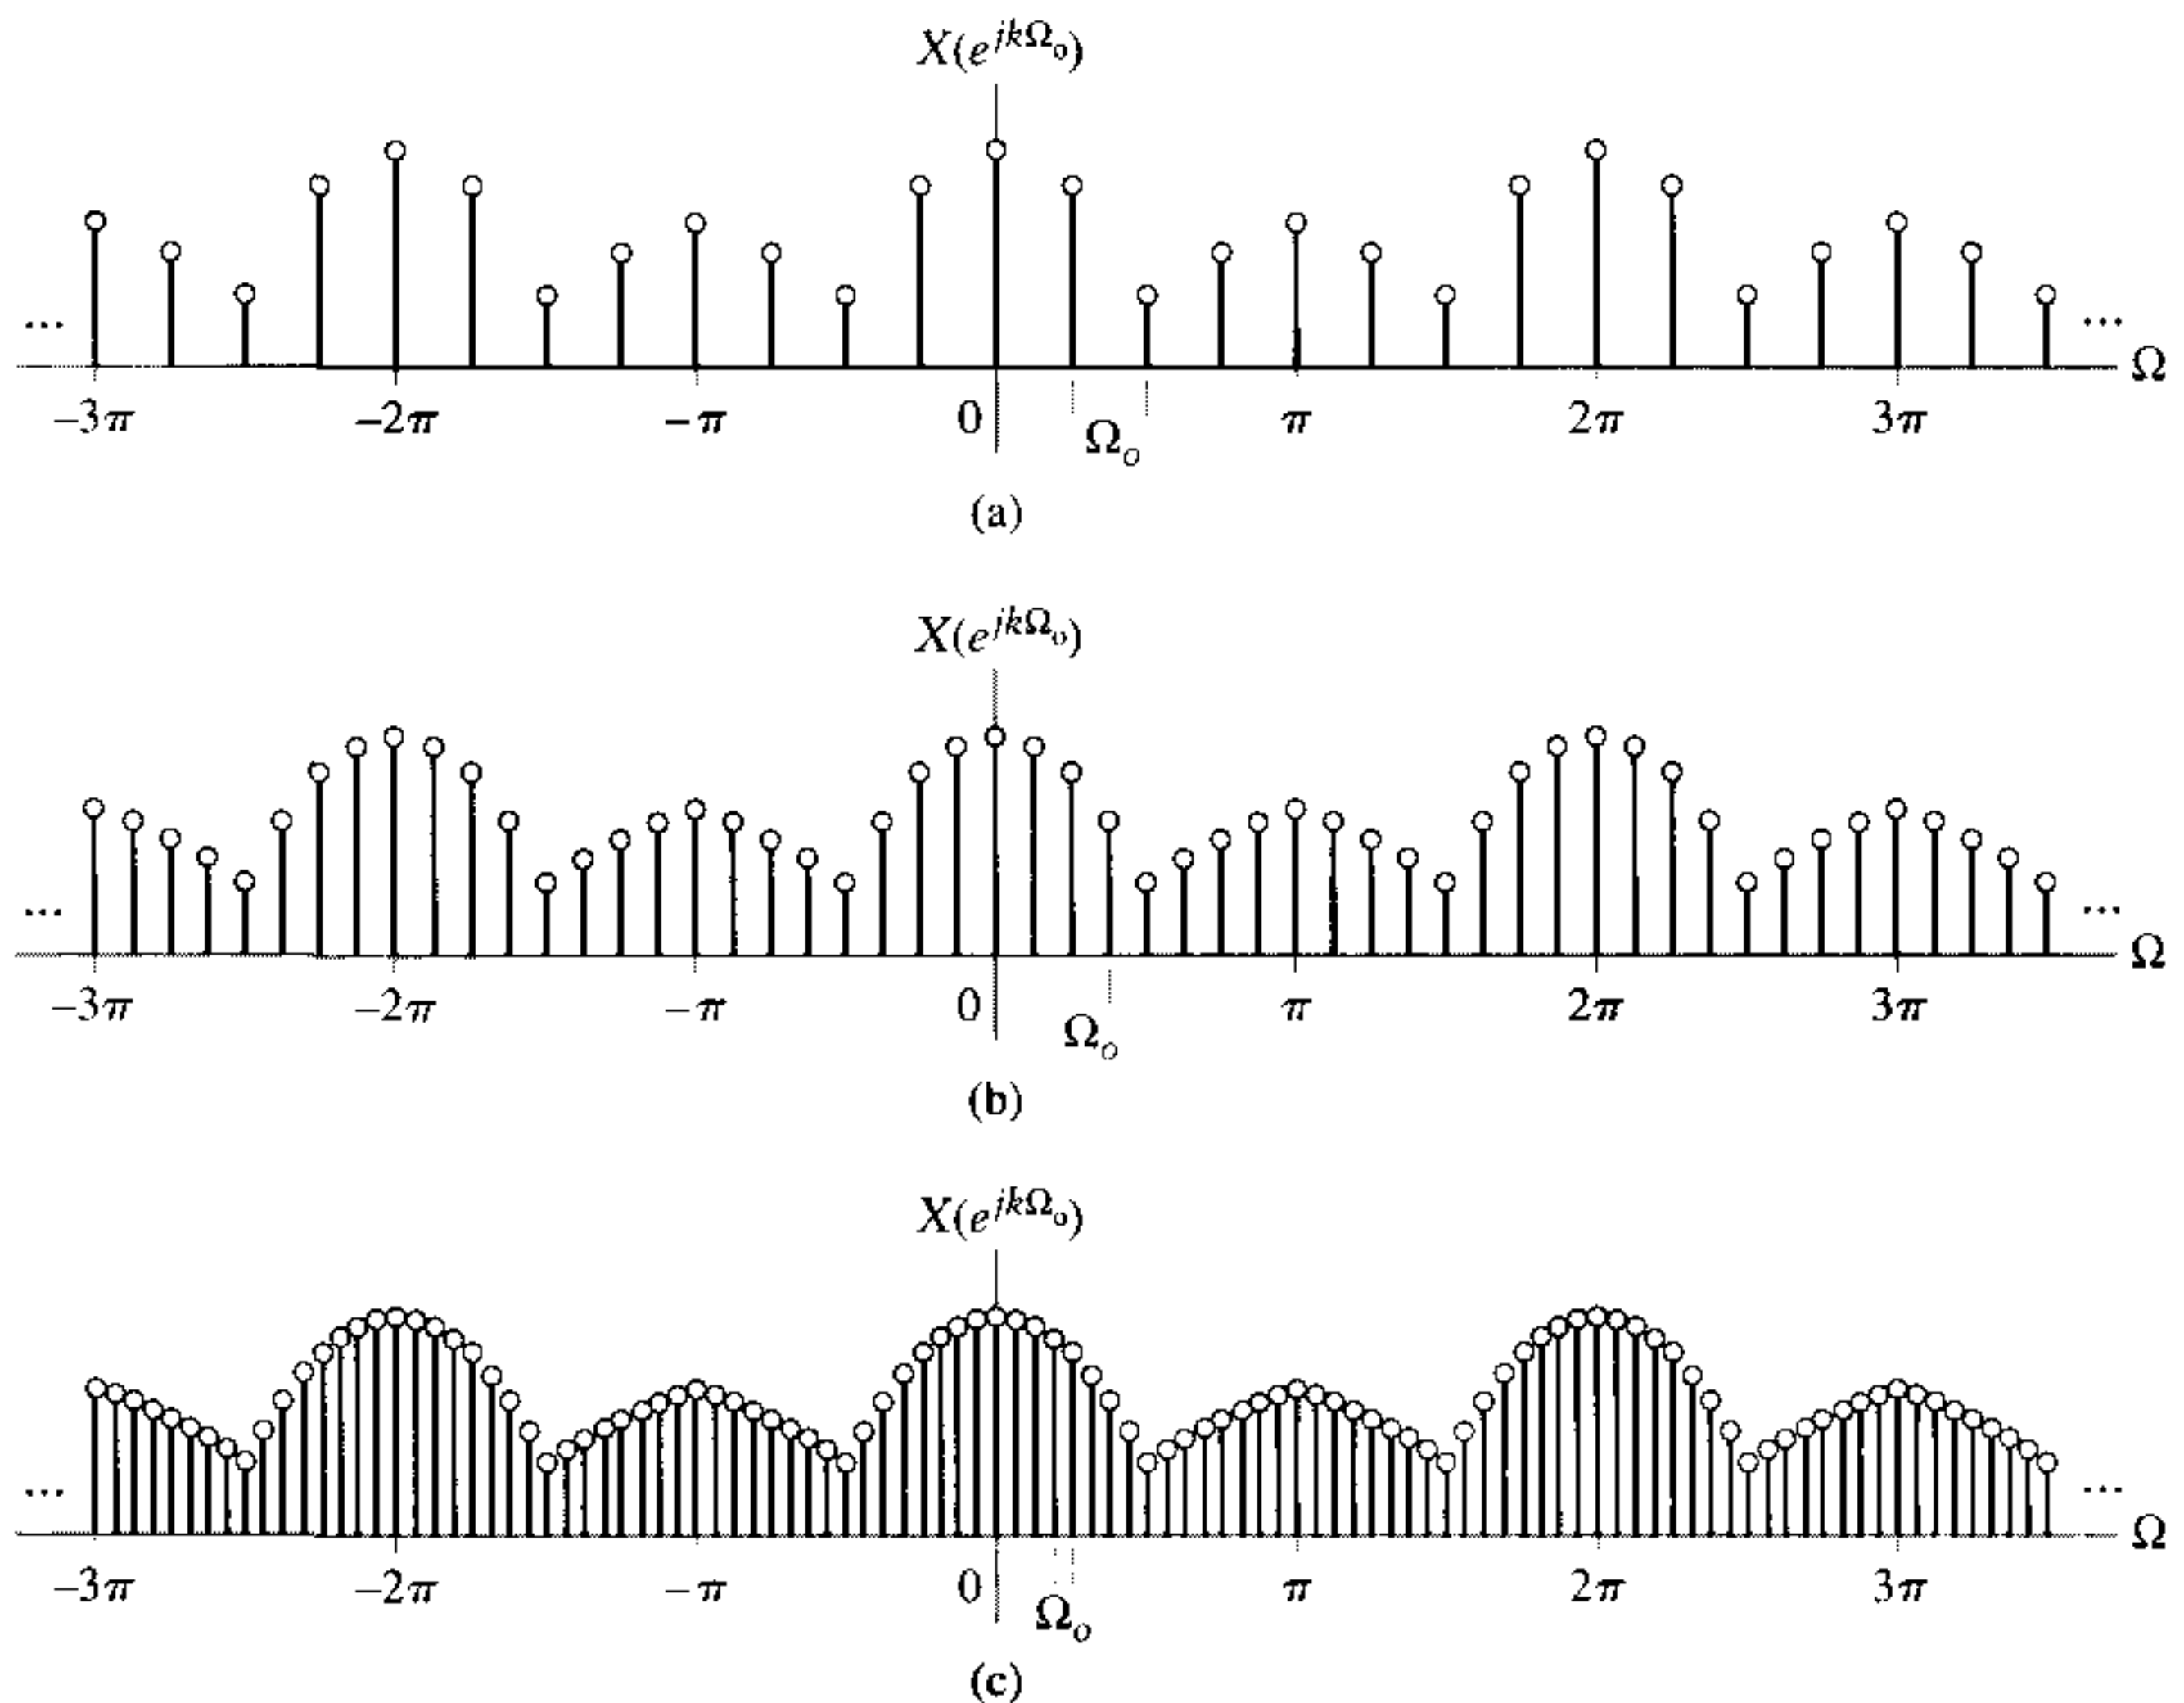 X(e^{jkΩ_o})
... ...
Ω
−3π −2π −π 0 π 2π 3π
Ω_o
(a)
X(e^{jkΩ_o})
... ...
Ω
−3π −2π −π 0 π 2π 3π
Ω_o
(b)
X(e^{jkΩ_o})
... ...
Ω
−3π −2π −π 0 π 2π 3π
Ω_o
(c)